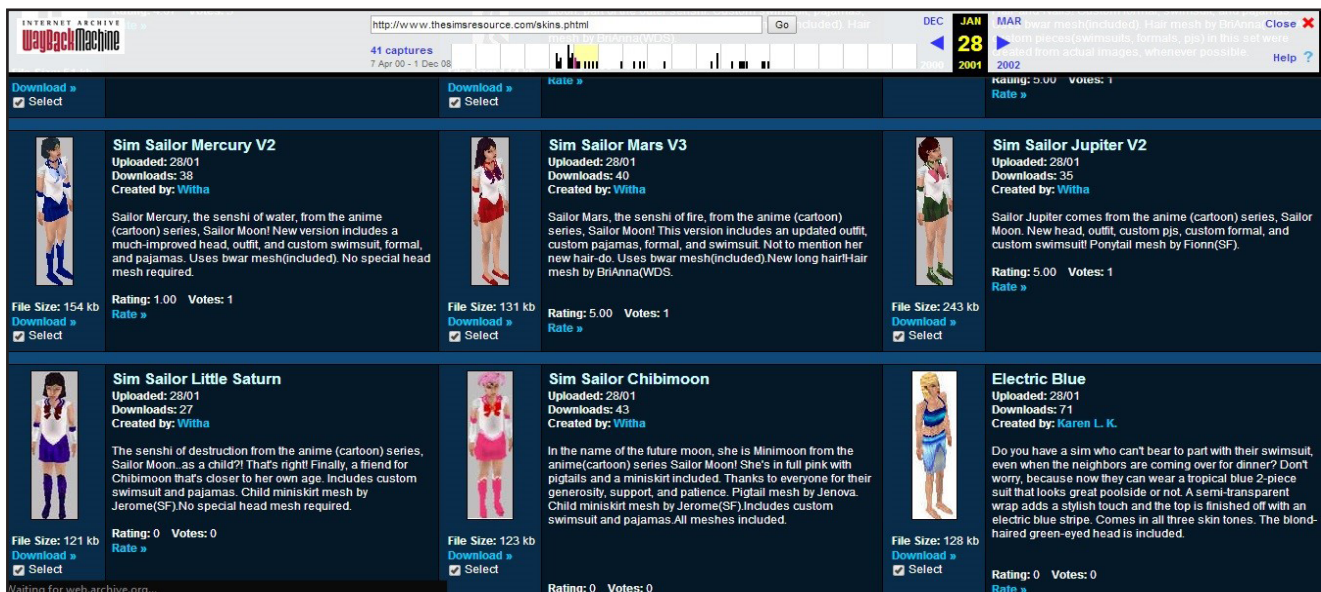 INTERNET ARCHIVE
WayBackMachine
http://www.thesimsresource.com/skins.phtml
Go
41 captures
7 Apr 00 - 1 Dec 08
DEC JAN MAR
28
2000 2001 2002
Close
Help ?
Download »
Select
Rate »
Download »
Select
Rate »
Rating: 5.00 Votes: 1
Rate »
Sim Sailor Mercury V2
Uploaded: 28/01
Downloads: 38
Created by: Witha
Sailor Mercury, the senshi of water, from the anime
(cartoon) series, Sailor Moon! New version includes a
much-improved head, outfit, and custom swimsuit, formal,
and pajamas. Uses bwar mesh(included). No special head
mesh required.
Rating: 1.00 Votes: 1
Rate »
File Size: 154 kb
Download »
Select
Sim Sailor Mars V3
Uploaded: 28/01
Downloads: 40
Created by: Witha
Sailor Mars, the senshi of fire, from the anime (cartoon)
series, Sailor Moon! This version includes an updated outfit,
custom pajamas, formal, and swimsuit. Not to mention her
new hair-do. Uses bwar mesh(included).New long hair!Hair
mesh by BriAnna(WDS.
Rating: 5.00 Votes: 1
Rate »
File Size: 131 kb
Download »
Select
Sim Sailor Jupiter V2
Uploaded: 28/01
Downloads: 35
Created by: Witha
Sailor Jupiter comes from the anime (cartoon) series, Sailor
Moon. New head, outfit, custom pjs, custom formal, and
custom swimsuit! Ponytail mesh by Fionn(SF).
Rating: 5.00 Votes: 1
Rate »
File Size: 243 kb
Download »
Select
Sim Sailor Little Saturn
Uploaded: 28/01
Downloads: 27
Created by: Witha
The senshi of destruction from the anime (cartoon) series,
Sailor Moon..as a child?! That's right! Finally, a friend for
Chibimoon that's closer to her own age. Includes custom
swimsuit and pajamas. Child miniskirt mesh by
Jerome(SF).No special head mesh required.
Rating: 0 Votes: 0
Rate »
File Size: 121 kb
Download »
Select
Sim Sailor Chibimoon
Uploaded: 28/01
Downloads: 43
Created by: Witha
In the name of the future moon, she is Minimoon from the
anime(cartoon) series Sailor Moon! She's in full pink with
pigtails and a miniskirt included. Thanks to everyone for their
generosity, support, and patience. Pigtail mesh by Jenova.
Child miniskirt mesh by Jerome(SF).Includes custom
swimsuit and pajamas.All meshes included.
Rating: 0 Votes: 0
File Size: 123 kb
Download »
Select
Electric Blue
Uploaded: 28/01
Downloads: 71
Created by: Karen L. K.
Do you have a sim who can't bear to part with their swimsuit,
even when the neighbors are coming over for dinner? Don't
worry, because now they can wear a tropical blue 2-piece
suit that looks great poolside or not. A semi-transparent
wrap adds a stylish touch and the top is finished off with an
electric blue stripe. Comes in all three skin tones. The blond-
haired green-eyed head is included.
Rating: 0 Votes: 0
Rate »
File Size: 128 kb
Download »
Select
Waiting for web.archive.org...